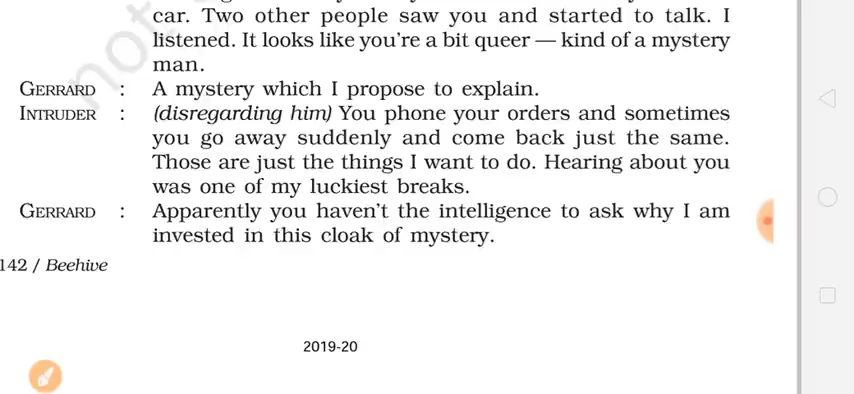 car. Two other people saw you and started to talk. I
listened. It looks like you're a bit queer — kind of a mystery
man.
GERRARD : A mystery which I propose to explain.
INTRUDER : (disregarding him) You phone your orders and sometimes
you go away suddenly and come back just the same.
Those are just the things I want to do. Hearing about you
was one of my luckiest breaks.
GERRARD : Apparently you haven't the intelligence to ask why I am
invested in this cloak of mystery.
142 / Beehive
2019-20